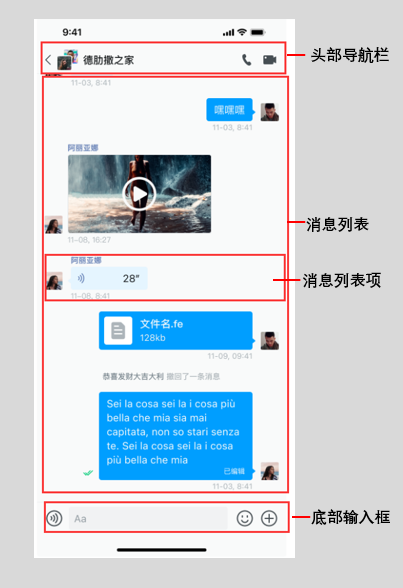 9:41
德肋撒之家
头部导航栏
11-03, 8:41
嘿嘿嘿
11-03, 8:41
阿丽亚娜
消息列表
11-06, 16:27
阿丽亚娜
28"
消息列表项
11-06, 8:41
文件名.fe
128kb
11-09, 09:41
恭喜发财大吉大利 撤回了一条消息
Sei la cosa sei la i cosa più
bella che mia sia mai
capitata, non so stari senza
te. Sei la cosa sei la i cosa
più bella che mia
已编辑
11-03, 8:41
Aa
底部输入框